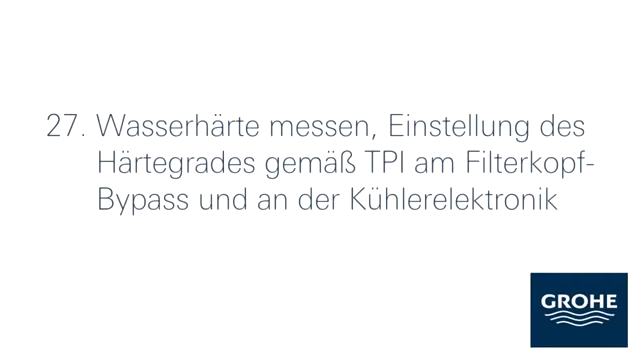 27. Wasserhärte messen, Einstellung des
Härtegrades gemäß TPI am Filterkopf-
Bypass und an der Kühlerelektronik
GROHE